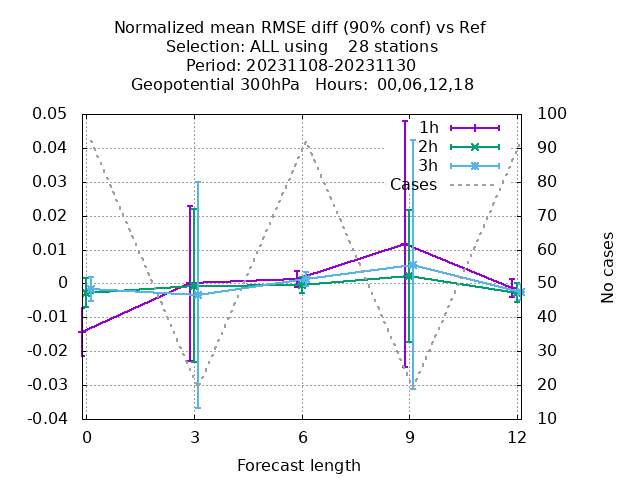 Normalized mean RMSE diff (90% conf) vs Ref
Selection: ALL using    28 stations
Period: 20231108-20231130
Geopotential 300hPa   Hours: 00,06,12,18
0.05
0.04
0.03
0.02
0.01
0
-0.01
-0.02
-0.03
-0.04
1h
2h
3h
Cases
100
90
80
70
60
50
40
30
20
10
No cases
0 3 6 9 12
Forecast length